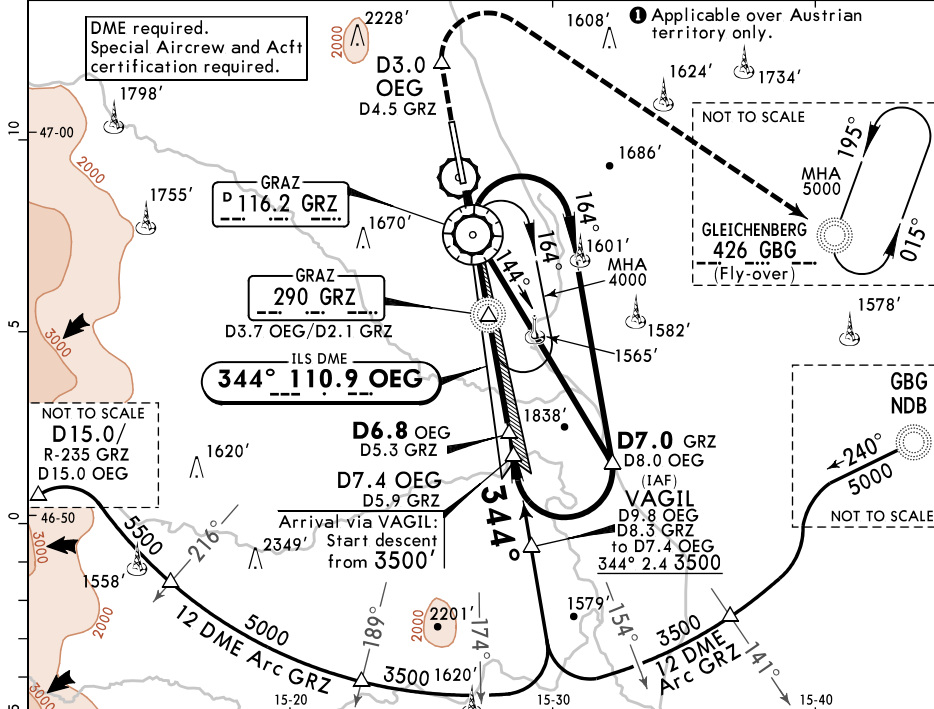 DME required.
Special Aircrew and Acft
certification required.
2228'
2000
1608'
❶ Applicable over Austrian
territory only.
D3.0
OEG
D4.5 GRZ
1624'
1734'
1798'
10
47-00
2000
NOT TO SCALE
195°
MHA
5000
015°
GLEICHENBERG
426 GBG
(Fly-over)
1686'
1755'
GRAZ
D 116.2 GRZ
1670'
164°
164°
144°
1601'
MHA
4000
GRAZ
290 GRZ
D3.7 OEG/D2.1 GRZ
1578'
1582'
1565'
5
3000
ILS DME
344° 110.9 OEG
GBG
NDB
240°
5000
NOT TO SCALE
NOT TO SCALE
D15.0/
R-235 GRZ
D15.0 OEG
1838'
D6.8 OEG
D5.3 GRZ
D7.0 GRZ
D8.0 OEG
(IAF)
1620'
D7.4 OEG
D5.9 GRZ
VAGIL
D9.8 OEG
D8.3 GRZ
to D7.4 OEG
344° 2.4 3500
344°
Arrival via VAGIL:
Start descent
from 3500'
0
46-50
3000
5500
216°
2349'
1558'
2000
2201'
2000
1579'
189°
174°
154°
141°
5000
12 DME Arc GRZ
3500
1620'
3500
12 DME
Arc GRZ
3000
5
15-20
15-30
15-40